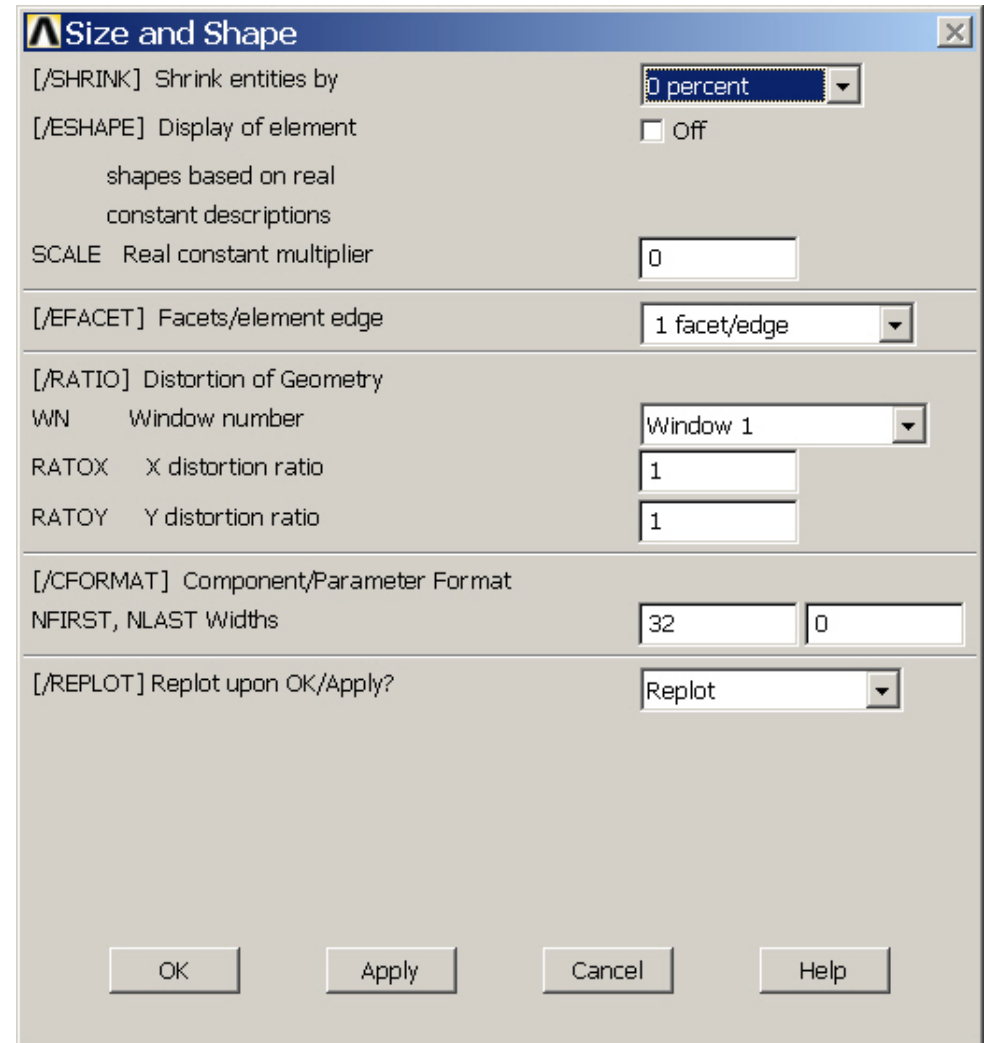 Size and Shape
[/SHRINK] Shrink entities by 0 percent
[/ESHAPE] Display of element Off
shapes based on real
constant descriptions
SCALE Real constant multiplier 0
[/EFACET] Facets/element edge 1 facet/edge
[/RATIO] Distortion of Geometry
WN Window number Window 1
RATOX X distortion ratio 1
RATOY Y distortion ratio 1
[/CFORMAT] Component/Parameter Format
NFIRST, NLAST Widths 32 0
[/REPLOT] Replot upon OK/Apply? Replot
OK Apply Cancel Help